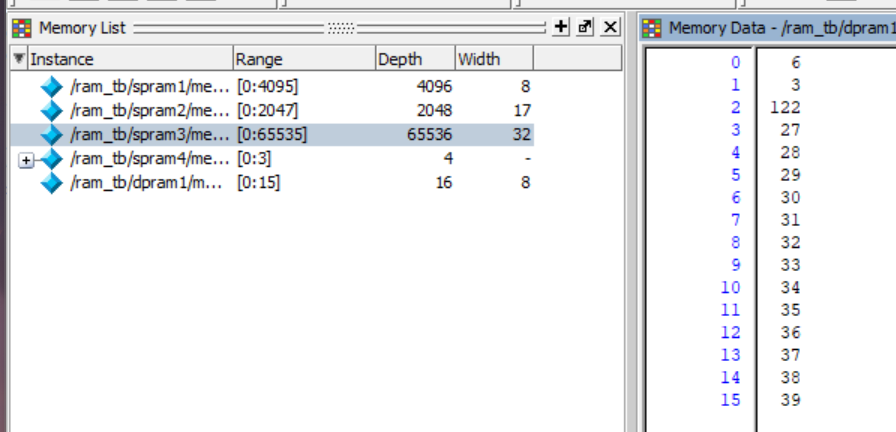 Memory List
Instance Range Depth Width
/ram_tb/spram1/me... [0:4095] 4096 8
/ram_tb/spram2/me... [0:2047] 2048 17
/ram_tb/spram3/me... [0:65535] 65536 32
/ram_tb/spram4/me... [0:3] 4 -
/ram_tb/dpram1/m... [0:15] 16 8
Memory Data - /ram_tb/dpram1
0 6
1 3
2 122
3 27
4 28
5 29
6 30
7 31
8 32
9 33
10 34
11 35
12 36
13 37
14 38
15 39